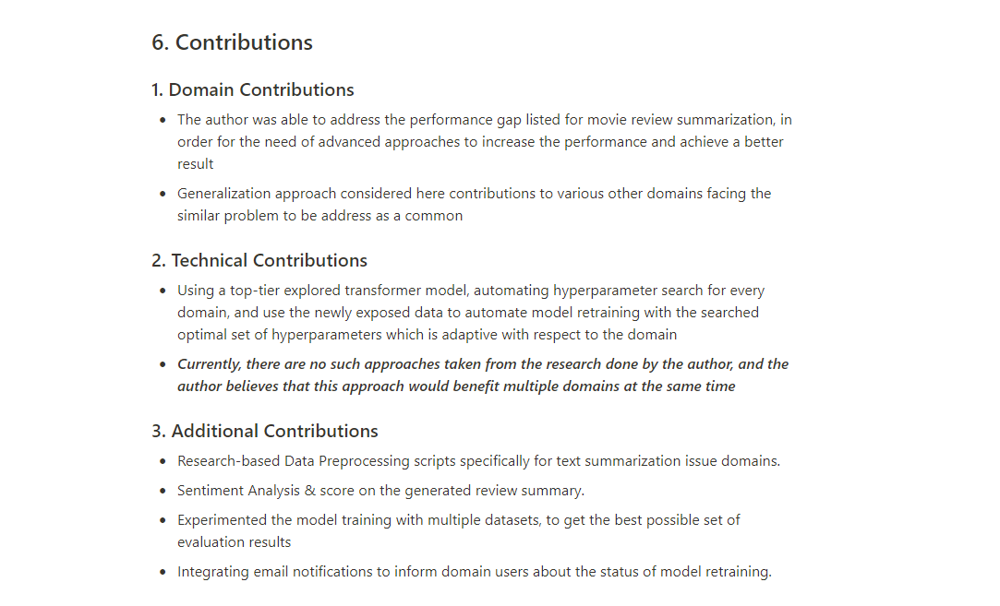 6. Contributions
1. Domain Contributions
• The author was able to address the performance gap listed for movie review summarization, in
order for the need of advanced approaches to increase the performance and achieve a better
result
• Generalization approach considered here contributions to various other domains facing the
similar problem to be address as a common
2. Technical Contributions
• Using a top-tier explored transformer model, automating hyperparameter search for every
domain, and use the newly exposed data to automate model retraining with the searched
optimal set of hyperparameters which is adaptive with respect to the domain
• Currently, there are no such approaches taken from the research done by the author, and the
author believes that this approach would benefit multiple domains at the same time
3. Additional Contributions
• Research-based Data Preprocessing scripts specifically for text summarization issue domains.
• Sentiment Analysis & score on the generated review summary.
• Experimented the model training with multiple datasets, to get the best possible set of
evaluation results
• Integrating email notifications to inform domain users about the status of model retraining.